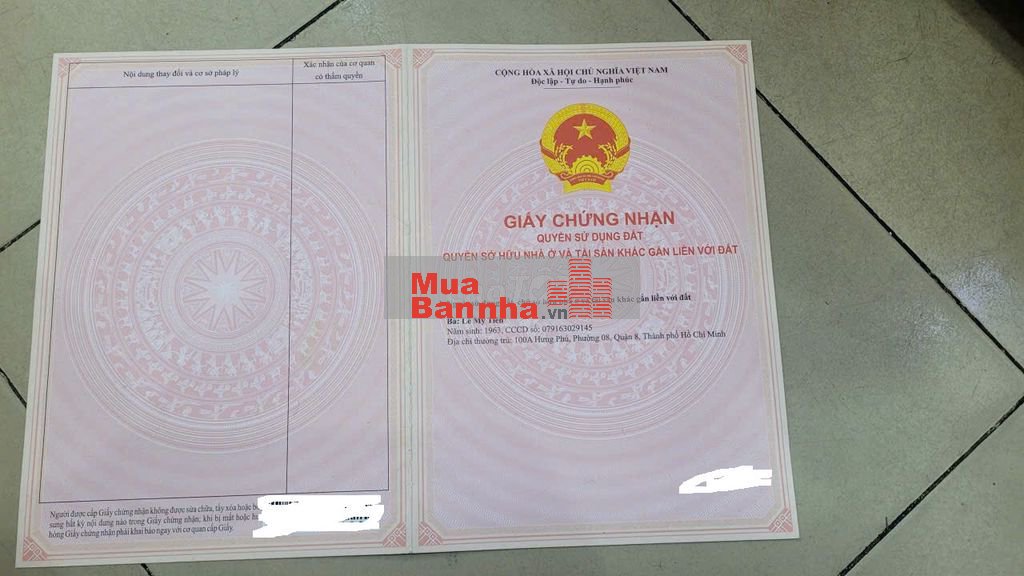 Nội dung thay đổi và cơ sở pháp lý
Xác nhận của cơ quan
có thẩm quyền
Người được cấp Giấy chứng nhận không được sửa chữa, tẩy xóa hoặc
sung bất kỳ nội dung nào trong Giấy chứng nhận; khi bị mất hoặc
hỏng Giấy chứng nhận phải khai báo ngay với cơ quan cấp Giấy.
CỘNG HÒA XÃ HỘI CHỦ NGHĨA VIỆT NAM
Độc lập - Tự do - Hạnh phúc
GIẤY CHỨNG NHẬN
QUYỀN SỬ DỤNG ĐẤT
QUYỀN SỞ HỮU NHÀ Ở VÀ TÀI SẢN KHÁC GẮN LIỀN VỚI ĐẤT
khác gắn liền với đất
Mua
Bannha.vn
Bà: Lê Mỹ Tiên
Năm sinh: 1963, CCCD số: 079163029145
Địa chỉ thường trú: 100A Hưng Phú, Phường 08, Quận 8, Thành phố Hồ Chí Minh